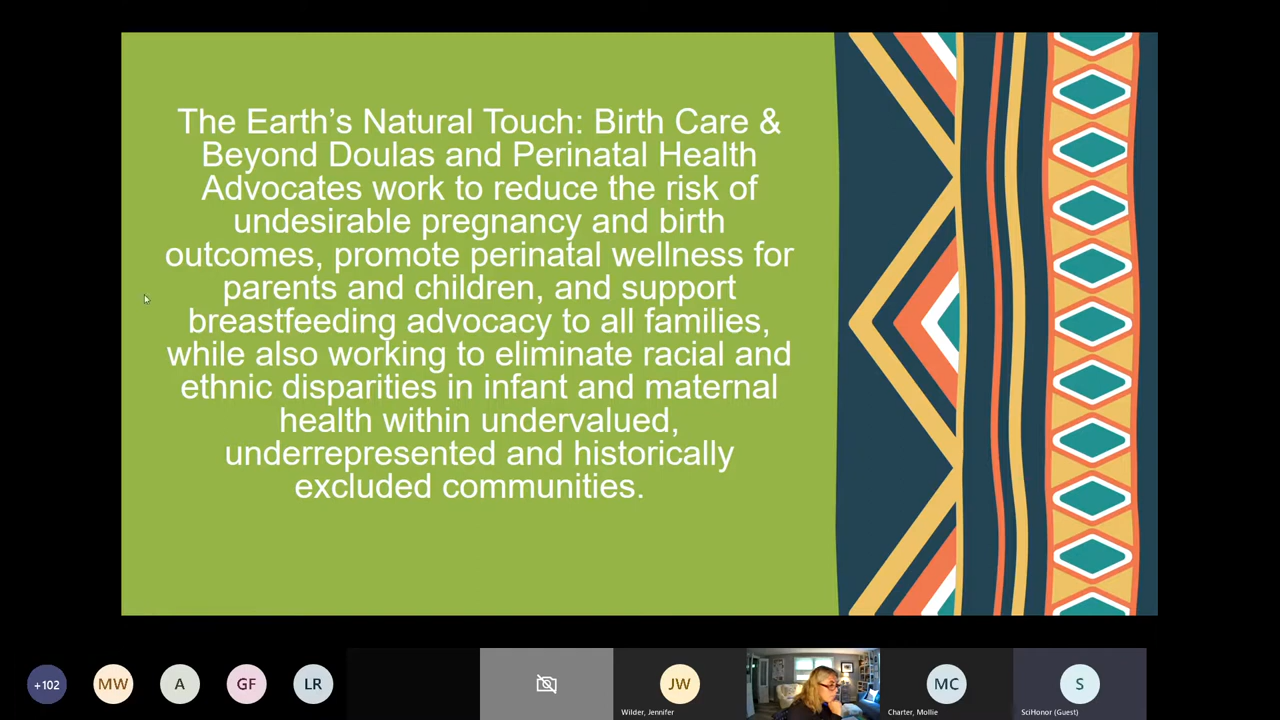 The Earth’s Natural Touch: Birth Care &
Beyond Doulas and Perinatal Health
Advocates work to reduce the risk of
undesirable pregnancy and birth
outcomes, promote perinatal wellness for
parents and children, and support
breastfeeding advocacy to all families,
while also working to eliminate racial and
ethnic disparities in infant and maternal
health within undervalued,
underrepresented and historically
excluded communities.
+102
MW
A
GF
LR
JW
MC
S
Wilder, Jennifer
Charter, Mollie
SciHonor (Guest)